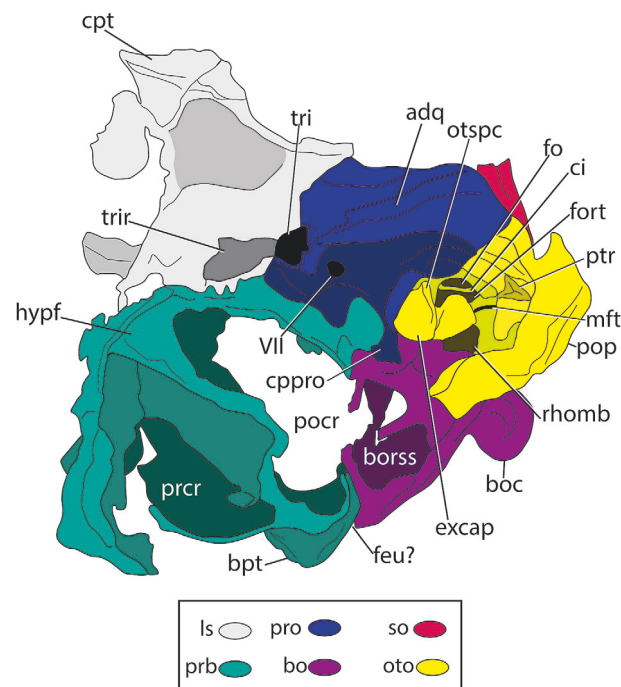 cpt
tri
adq
otspc
fo
ci
fort
ptr
trir
hypf
VII
mft
pop
cppro
pocr
rhomb
borss
boc
prcr
excap
bpt
feu?
ls pro so
prb bo oto